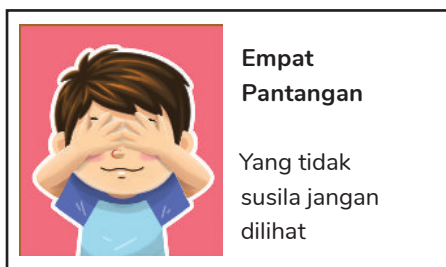 Empat
Pantangan
Yang tidak
susila jangan
dilihat